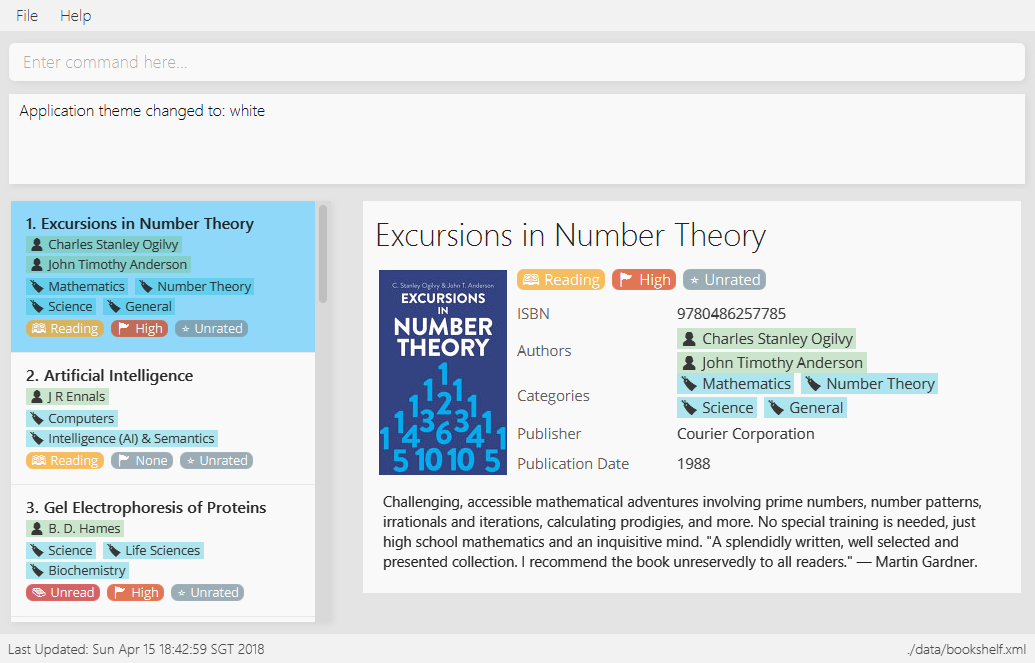 File Help
Enter command here...
Application theme changed to: white
1. Excursions in Number Theory
Charles Stanley Ogilvy
John Timothy Anderson
Mathematics Number Theory
Science General
Reading High Unrated
2. Artificial Intelligence
J R Ennals
Computers
Intelligence (AI) & Semantics
Reading None Unrated
3. Gel Electrophoresis of Proteins
B. D. Hames
Science Life Sciences
Biochemistry
Unread High Unrated
Excursions in Number Theory
C. Stanley Ogilvy & John T. Anderson
EXCURSIONS
IN
NUMBER
THEORY
1
1 2 1
1 3 3 1
1 4 6 4 1
1 5 10 10 5 1
Reading High Unrated
ISBN 9780486257785
Authors Charles Stanley Ogilvy
John Timothy Anderson
Categories Mathematics Number Theory
Science General
Publisher Courier Corporation
Publication Date 1988
Challenging, accessible mathematical adventures involving prime numbers, number patterns,
irrationals and iterations, calculating prodigies, and more. No special training is needed, just
high school mathematics and an inquisitive mind. "A splendidly written, well selected and
presented collection. I recommend the book unreservedly to all readers." — Martin Gardner.
Last Updated: Sun Apr 15 18:42:59 SGT 2018 ./data/bookshelf.xml